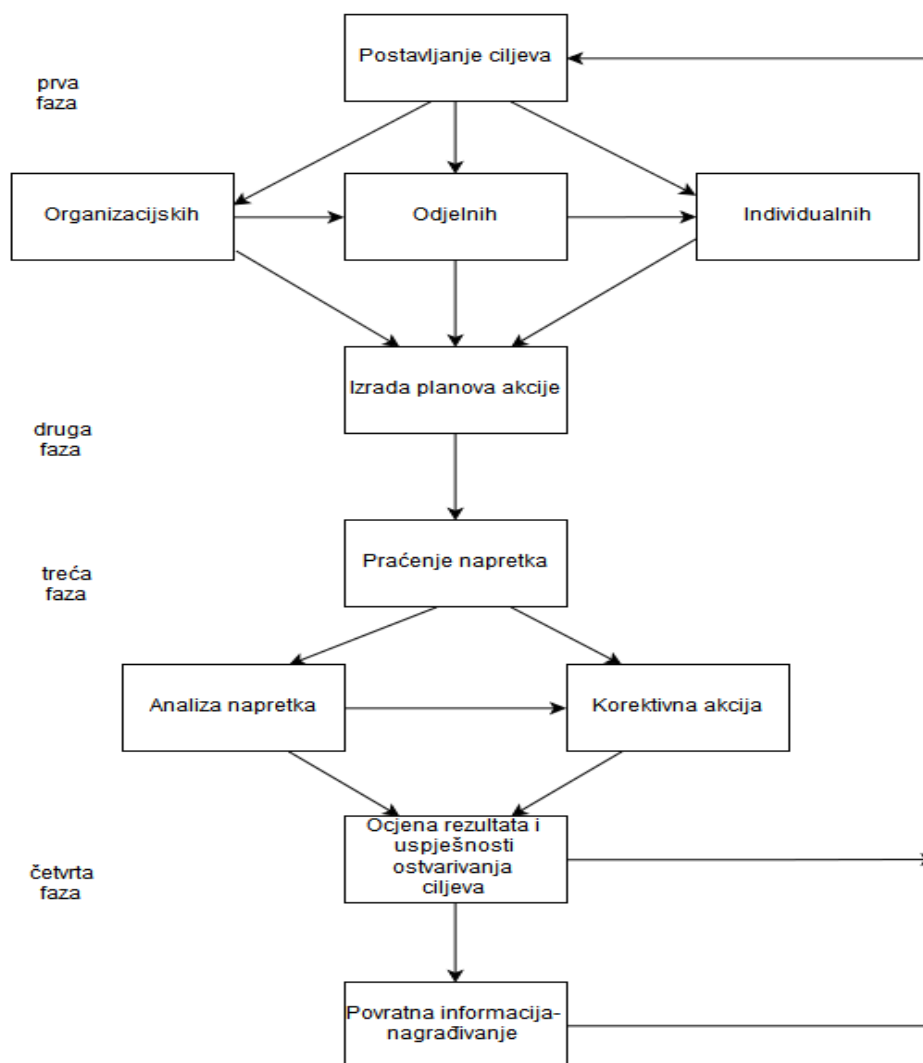 Postavljanje ciljeva
prva
faza
Organizacijskih
Odjelnih
Individualnih
Izrada planova akcije
druga
faza
Praćenje napretka
treća
faza
Analiza napretka
Korektivna akcija
Ocjena rezultata i
uspješnosti
ostvarivanja
ciljeva
četvrta
faza
Povratna informacija-
nagrađivanje